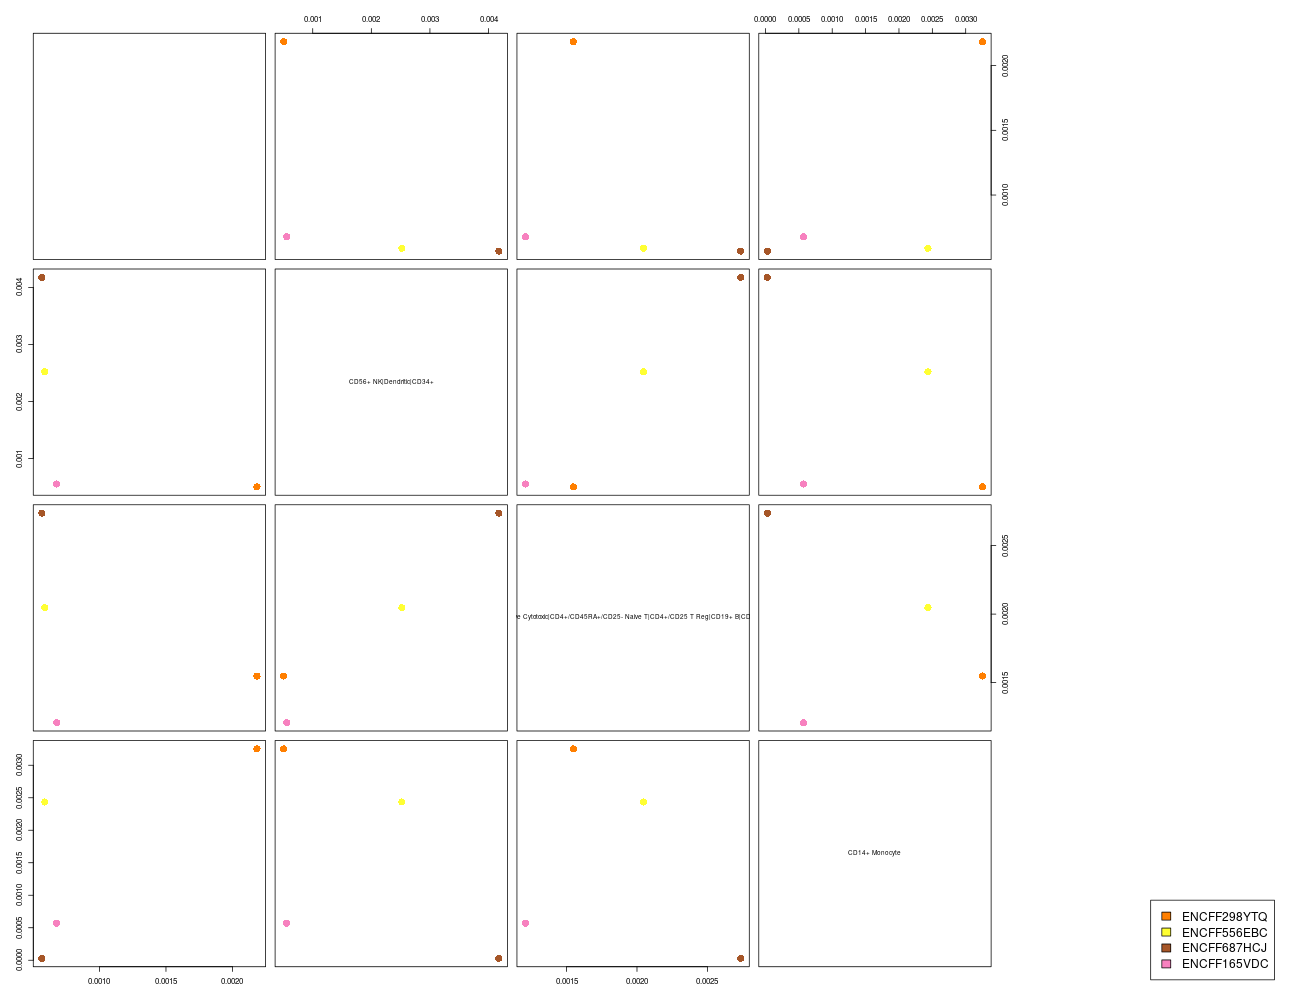 0.001 0.002 0.003 0.004 0.0000 0.0005 0.0010 0.0015 0.0020 0.0025 0.0030
0.0020
0.0015
0.0010
0.004
0.003
0.002
0.001
CD56+ NK|Dendritic|CD34+
e Cytotoxic|CD4+/CD45RA+/CD25- Naive T|CD4+/CD25 T Reg|CD19+ B|CD
0.0025
0.0020
0.0015
0.0030
0.0025
0.0020
0.0015
0.0010
0.0005
0.0000
CD14+ Monocyte
0.0010 0.0015 0.0020 0.0015 0.0020 0.0025
ENCFF298YTQ
ENCFF556EBC
ENCFF687HCJ
ENCFF165VDC